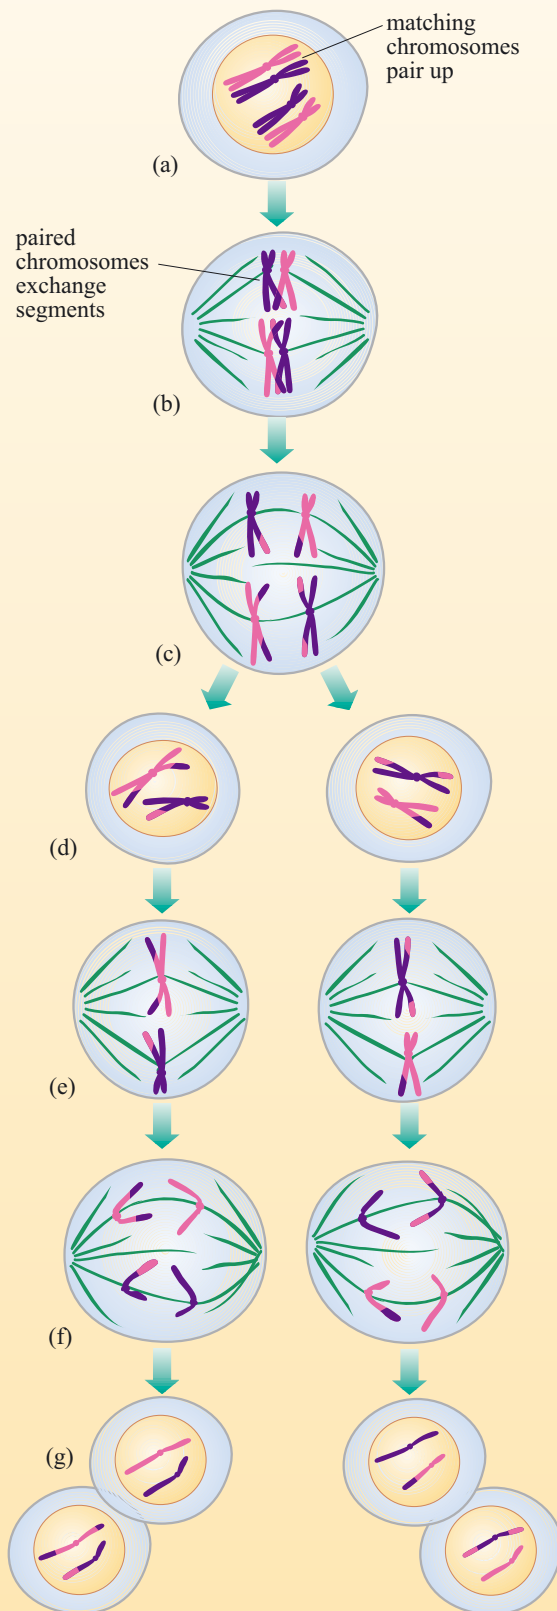 matching
chromosomes
pair up
(a)
paired
chromosomes
exchange
segments
(b)
(c)
(d)
(e)
(f)
(g)